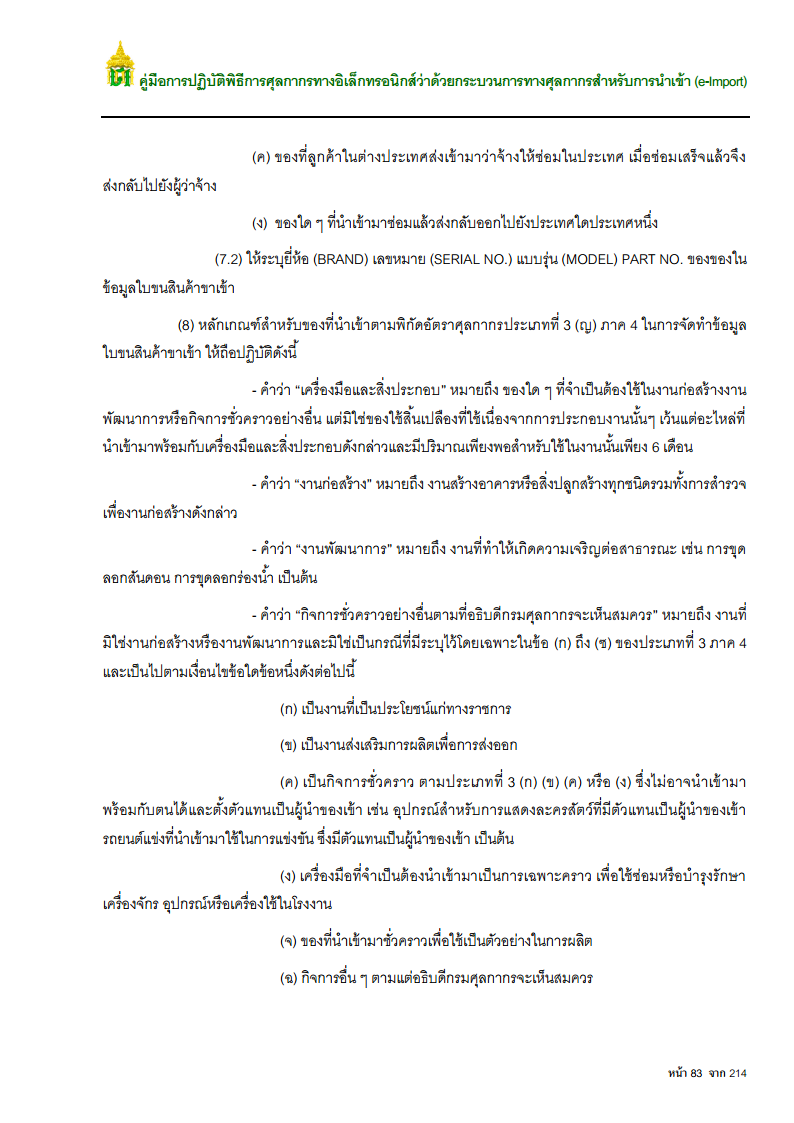 คู่มือการปฏิบัติพิธีการศุลกากรทางอิเล็กทรอนิกส์ว่าด้วยกระบวนการทางศุลกากรสำหรับการนำเข้า (e-Import)
(ค) ของที่ลูกค้าในต่างประเทศส่งเข้ามาว่าจ้างให้ซ่อมในประเทศ เมื่อซ่อมเสร็จแล้วจึง
ส่งกลับไปยังผู้ว่าจ้าง
(ง) ของใด ๆ ที่นำเข้ามาซ่อมแล้วส่งกลับออกไปยังประเทศใดประเทศหนึ่ง
(7.2) ให้ระบุยี่ห้อ (BRAND) เลขหมาย (SERIAL NO.) แบบรุ่น (MODEL) PART NO. ของของใน
ข้อมูลใบขนสินค้าขาเข้า
(8) หลักเกณฑ์สำหรับของที่นำเข้าตามพิกัดอัตราศุลกากรประเภทที่ 3 (ญ) ภาค 4 ในการจัดทำข้อมูล
ใบขนสินค้าขาเข้า ให้ถือปฏิบัติดังนี้
- คำว่า “เครื่องมือและสิ่งประกอบ” หมายถึง ของใด ๆ ที่จำเป็นต้องใช้ในงานก่อสร้างงาน
พัฒนาการหรือกิจการชั่วคราวอย่างอื่น แต่มิใช่ของใช้สิ้นเปลืองที่ใช้เนื่องจากการประกอบงานนั้นๆ เว้นแต่อะไหล่ที่
นำเข้ามาพร้อมกับเครื่องมือและสิ่งประกอบดังกล่าวและมีปริมาณเพียงพอสำหรับใช้ในงานนั้นเพียง 6 เดือน
- คำว่า “งานก่อสร้าง” หมายถึง งานสร้างอาคารหรือสิ่งปลูกสร้างทุกชนิดรวมทั้งการสำรวจ
เพื่องานก่อสร้างดังกล่าว
- คำว่า “งานพัฒนาการ” หมายถึง งานที่ทำให้เกิดความเจริญต่อสาธารณะ เช่น การขุด
ลอกสันดอน การขุดลอกร่องน้ำ เป็นต้น
- คำว่า “กิจการชั่วคราวอย่างอื่นตามที่อธิบดีกรมศุลกากรจะเห็นสมควร” หมายถึง งานที่
มิใช่งานก่อสร้างหรืองานพัฒนาการและมิใช่เป็นกรณีที่มีระบุไว้โดยเฉพาะในข้อ (ก) ถึง (ซ) ของประเภทที่ 3 ภาค 4
และเป็นไปตามเงื่อนไขข้อใดข้อหนึ่งดังต่อไปนี้
(ก) เป็นงานที่เป็นประโยชน์แก่ทางราชการ
(ข) เป็นงานส่งเสริมการผลิตเพื่อการส่งออก
(ค) เป็นกิจการชั่วคราว ตามประเภทที่ 3 (ก) (ข) (ค) หรือ (ง) ซึ่งไม่อาจนำเข้ามา
พร้อมกับตนได้และตั้งตัวแทนเป็นผู้นำของเข้า เช่น อุปกรณ์สำหรับการแสดงละครสัตว์ที่มีตัวแทนเป็นผู้นำของเข้า
รถยนต์แข่งที่นำเข้ามาใช้ในการแข่งขัน ซึ่งมีตัวแทนเป็นผู้นำของเข้า เป็นต้น
(ง) เครื่องมือที่จำเป็นต้องนำเข้ามาเป็นการเฉพาะคราว เพื่อใช้ซ่อมหรือบำรุงรักษา
เครื่องจักร อุปกรณ์หรือเครื่องใช้ในโรงงาน
(จ) ของที่นำเข้ามาชั่วคราวเพื่อใช้เป็นตัวอย่างในการผลิต
(ฉ) กิจการอื่น ๆ ตามแต่อธิบดีกรมศุลกากรจะเห็นสมควร
หน้า 83 จาก 214